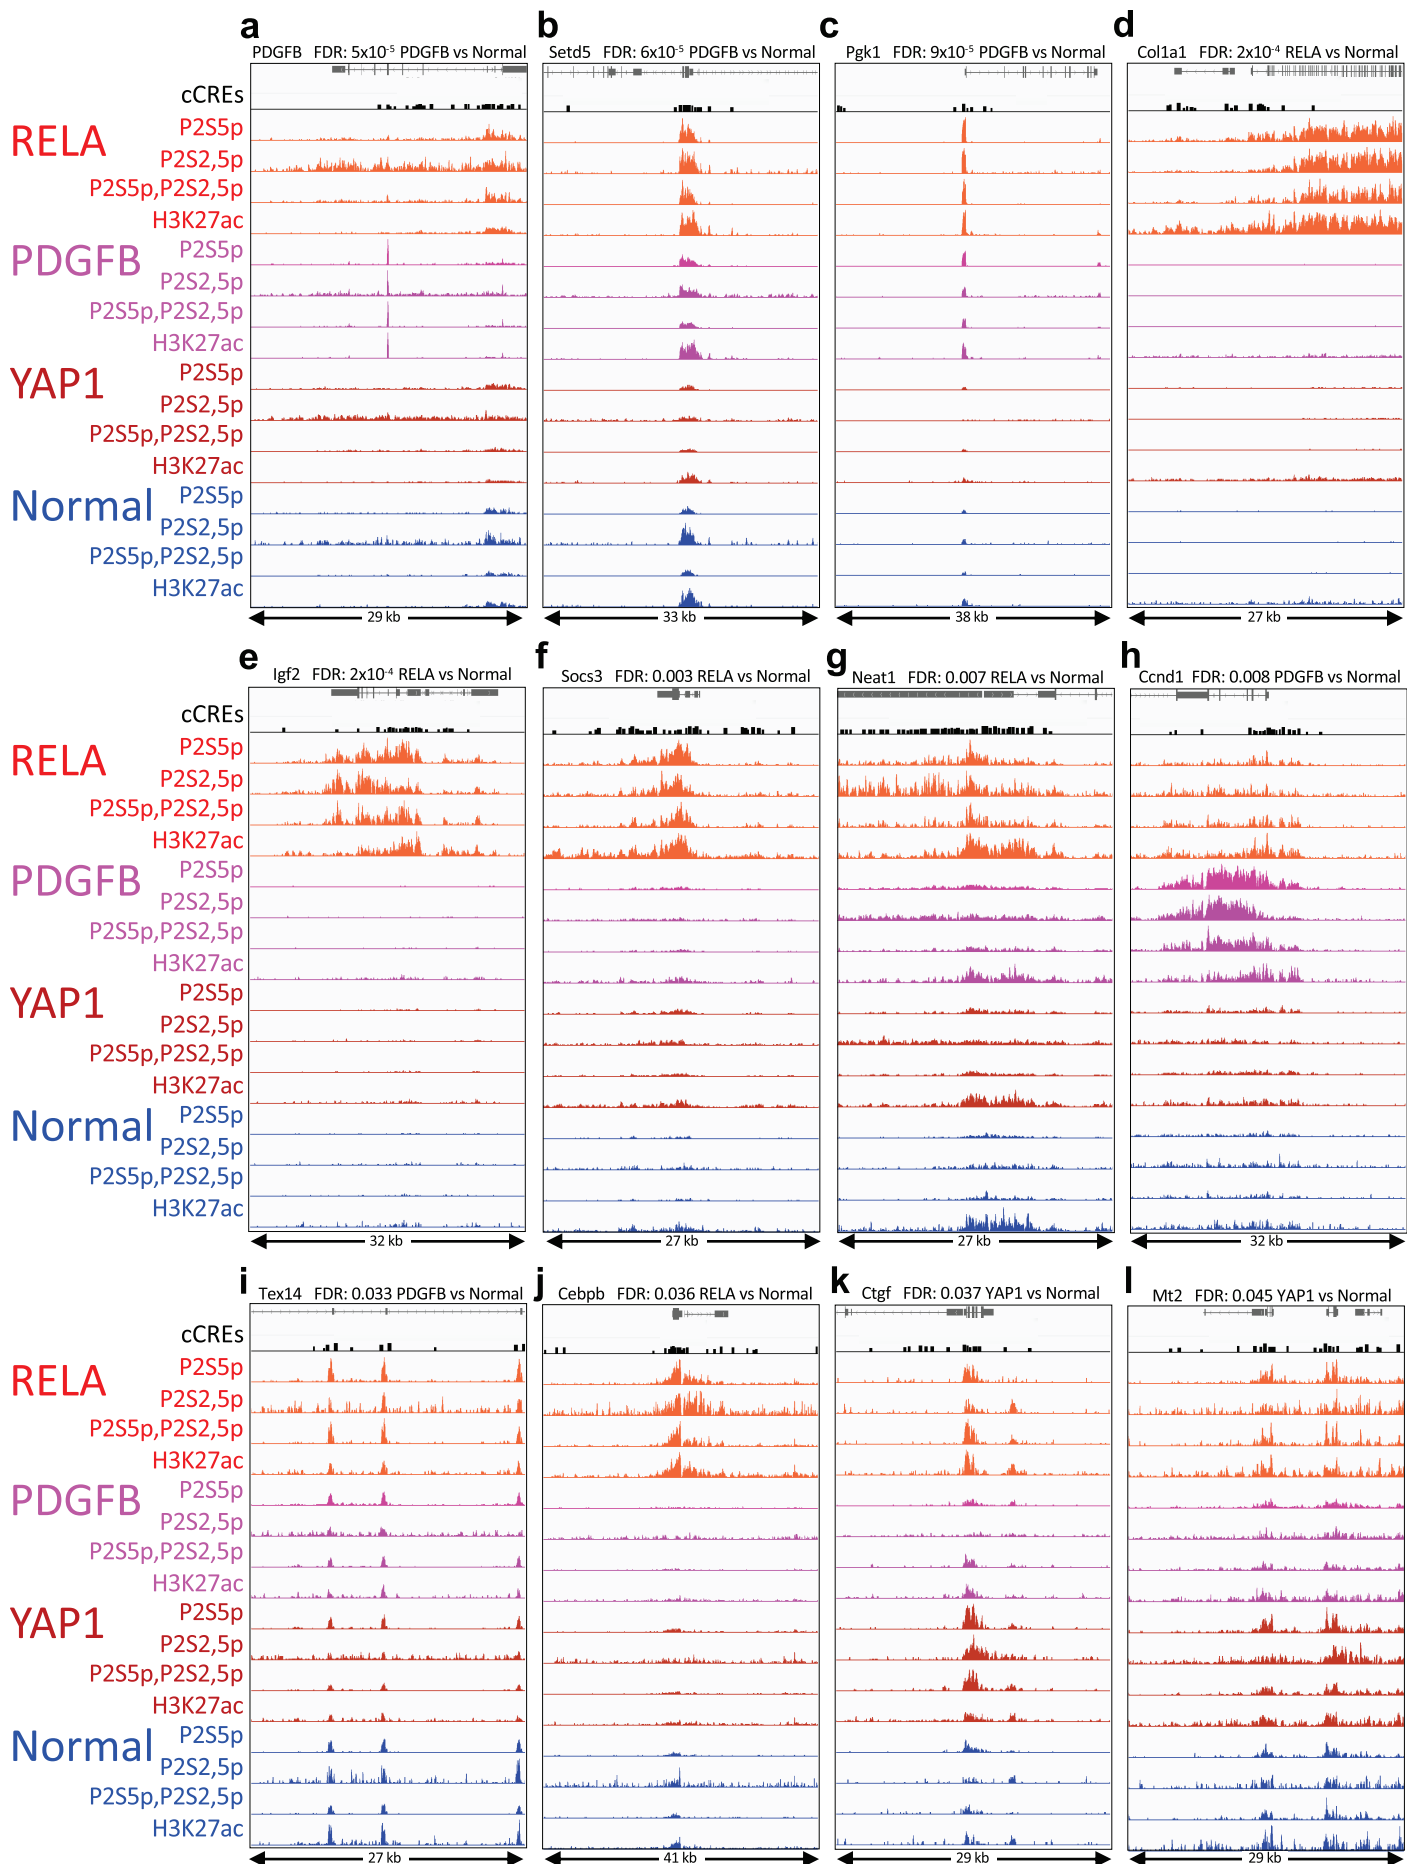 a b c d
PDGFB FDR: 5x10⁻⁵ PDGFB vs Normal
Setd5 FDR: 6x10⁻⁵ PDGFB vs Normal
Pgk1 FDR: 9x10⁻⁵ PDGFB vs Normal
Col1a1 FDR: 2x10⁻⁴ RELA vs Normal
cCREs
RELA
P2S5p
P2S2,5p
P2S5p,P2S2,5p
H3K27ac
PDGFB
P2S5p
P2S2,5p
P2S5p,P2S2,5p
H3K27ac
YAP1
P2S5p
P2S2,5p
P2S5p,P2S2,5p
H3K27ac
Normal
P2S5p
P2S2,5p
P2S5p,P2S2,5p
H3K27ac
29 kb 33 kb 38 kb 27 kb
e f g h
Igf2 FDR: 2x10⁻⁴ RELA vs Normal
Socs3 FDR: 0.003 RELA vs Normal
Neat1 FDR: 0.007 RELA vs Normal
Ccnd1 FDR: 0.008 PDGFB vs Normal
cCREs
RELA
P2S5p
P2S2,5p
P2S5p,P2S2,5p
H3K27ac
PDGFB
P2S5p
P2S2,5p
P2S5p,P2S2,5p
H3K27ac
YAP1
P2S5p
P2S2,5p
P2S5p,P2S2,5p
H3K27ac
Normal
P2S5p
P2S2,5p
P2S5p,P2S2,5p
H3K27ac
32 kb 27 kb 27 kb 32 kb
i j k l
Tex14 FDR: 0.033 PDGFB vs Normal
Cebpb FDR: 0.036 RELA vs Normal
Ctgf FDR: 0.037 YAP1 vs Normal
Mt2 FDR: 0.045 YAP1 vs Normal
cCREs
RELA
P2S5p
P2S2,5p
P2S5p,P2S2,5p
H3K27ac
PDGFB
P2S5p
P2S2,5p
P2S5p,P2S2,5p
H3K27ac
YAP1
P2S5p
P2S2,5p
P2S5p,P2S2,5p
H3K27ac
Normal
P2S5p
P2S2,5p
P2S5p,P2S2,5p
H3K27ac
27 kb 41 kb 29 kb 29 kb